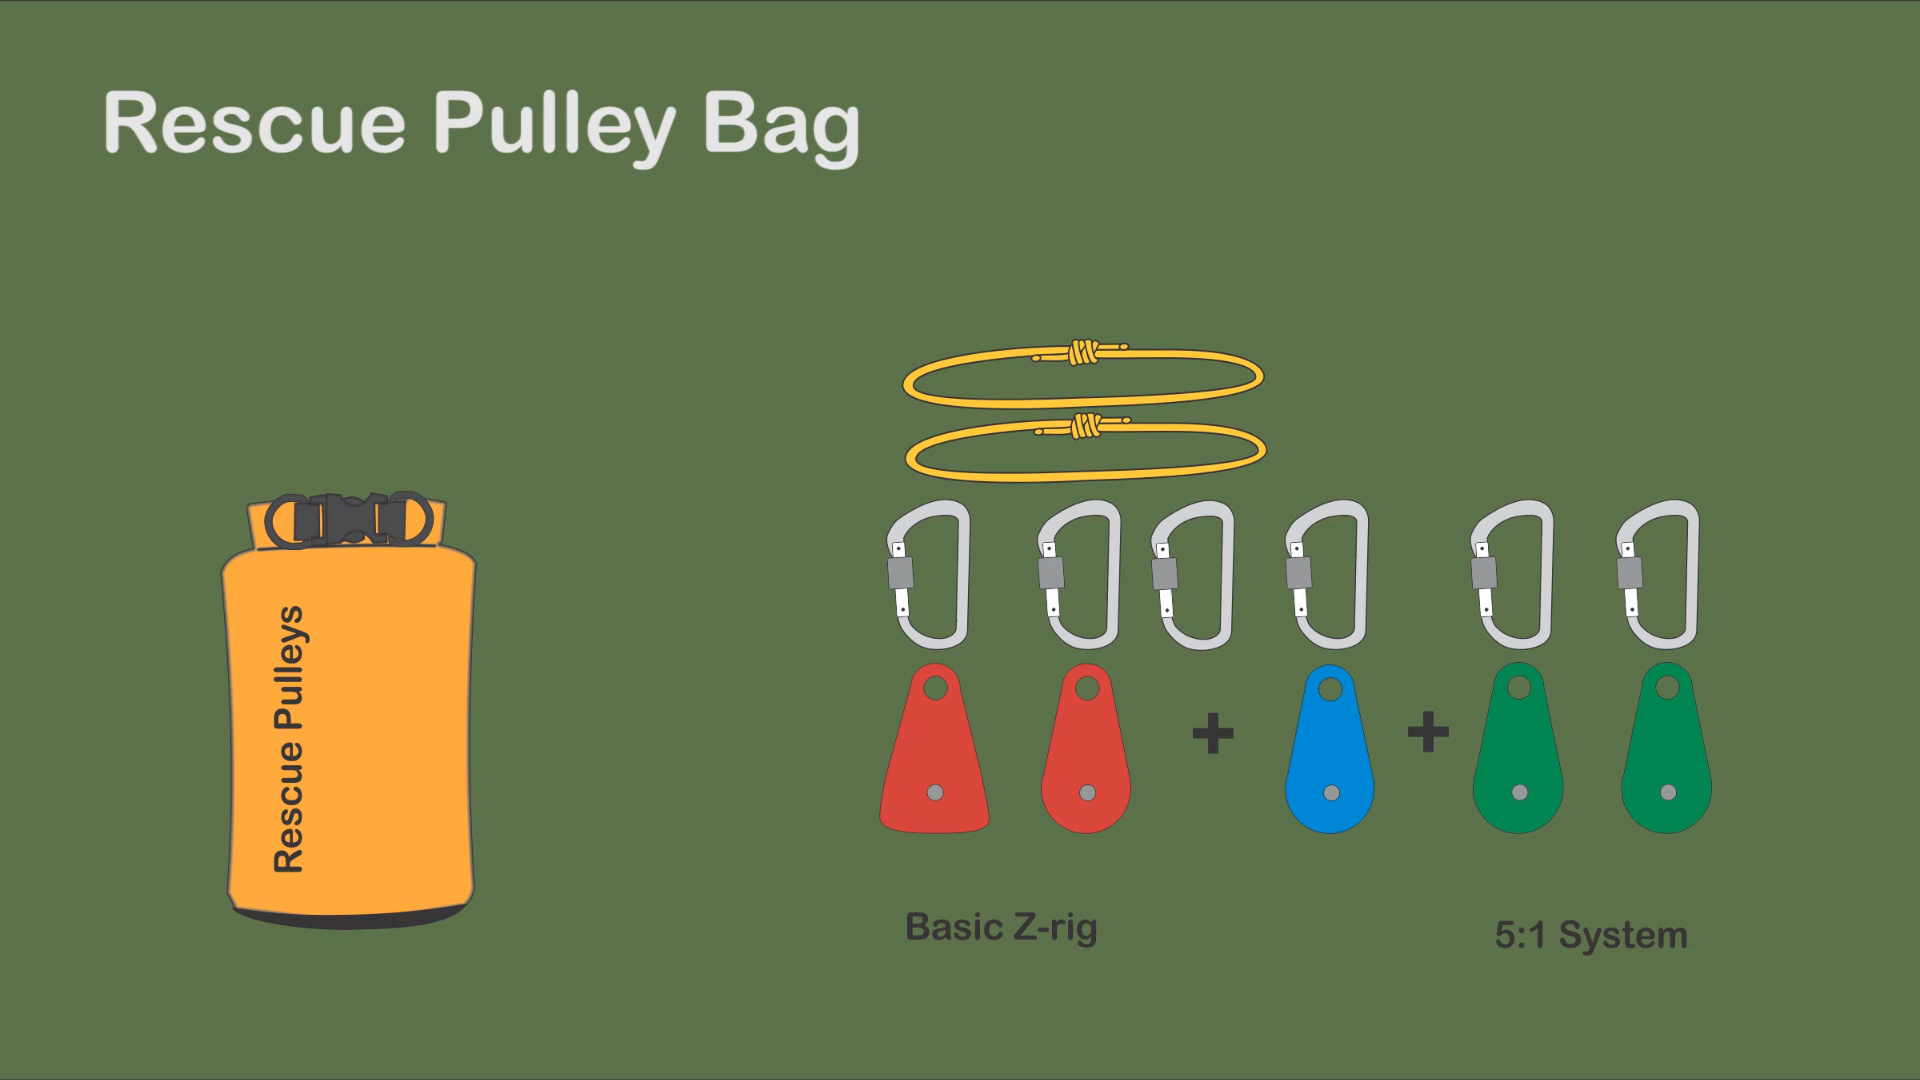 Rescue Pulley Bag
Rescue Pulleys
+
+
Basic Z-rig
5:1 System